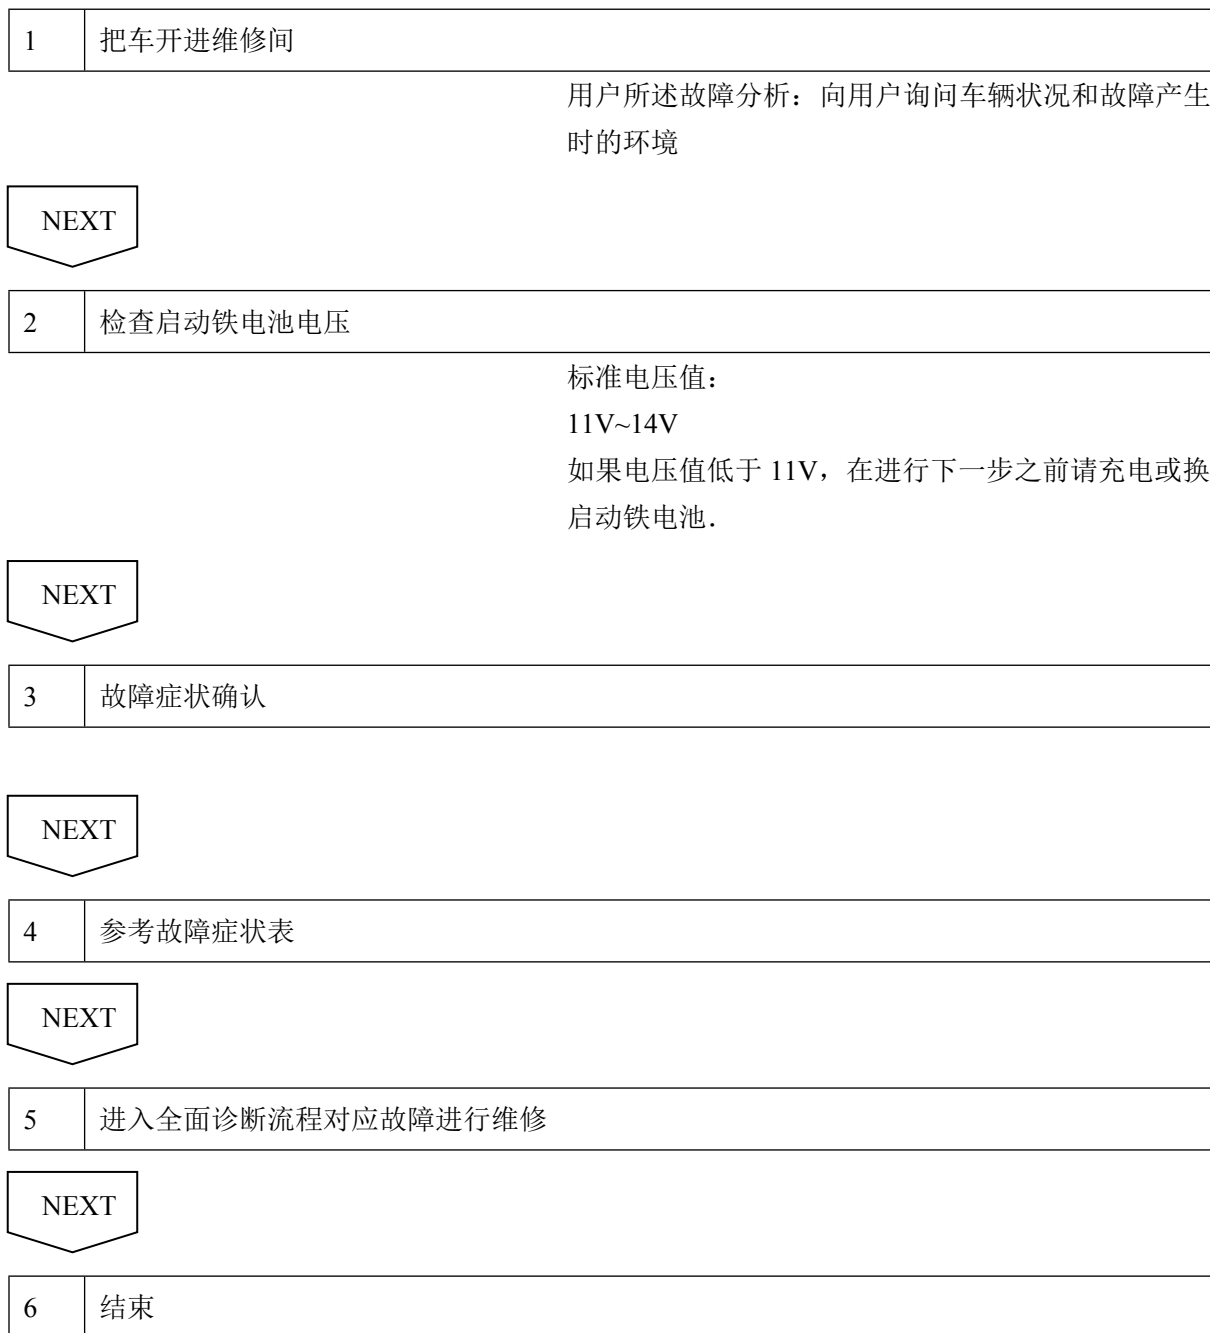 1 把车开进维修间
用户所述故障分析：向用户询问车辆状况和故障产生
时的环境
NEXT
2 检查启动铁电池电压
标准电压值：
11V~14V
如果电压值低于 11V，在进行下一步之前请充电或换
启动铁电池．
NEXT
3 故障症状确认
NEXT
4 参考故障症状表
NEXT
5 进入全面诊断流程对应故障进行维修
NEXT
6 结束